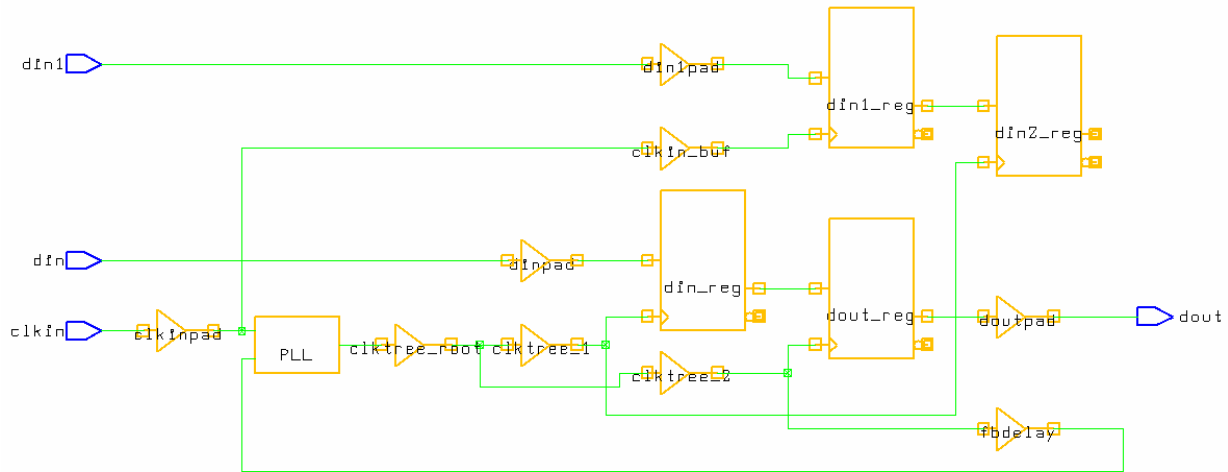 din1
din1pad
din1_reg
din2_reg
clkin_buf
din
dinpad
din_reg
dout_reg
doutpad
dout
clkin
clkinpad
PLL
clktree_root
clktree_1
clktree_2
fbdelay